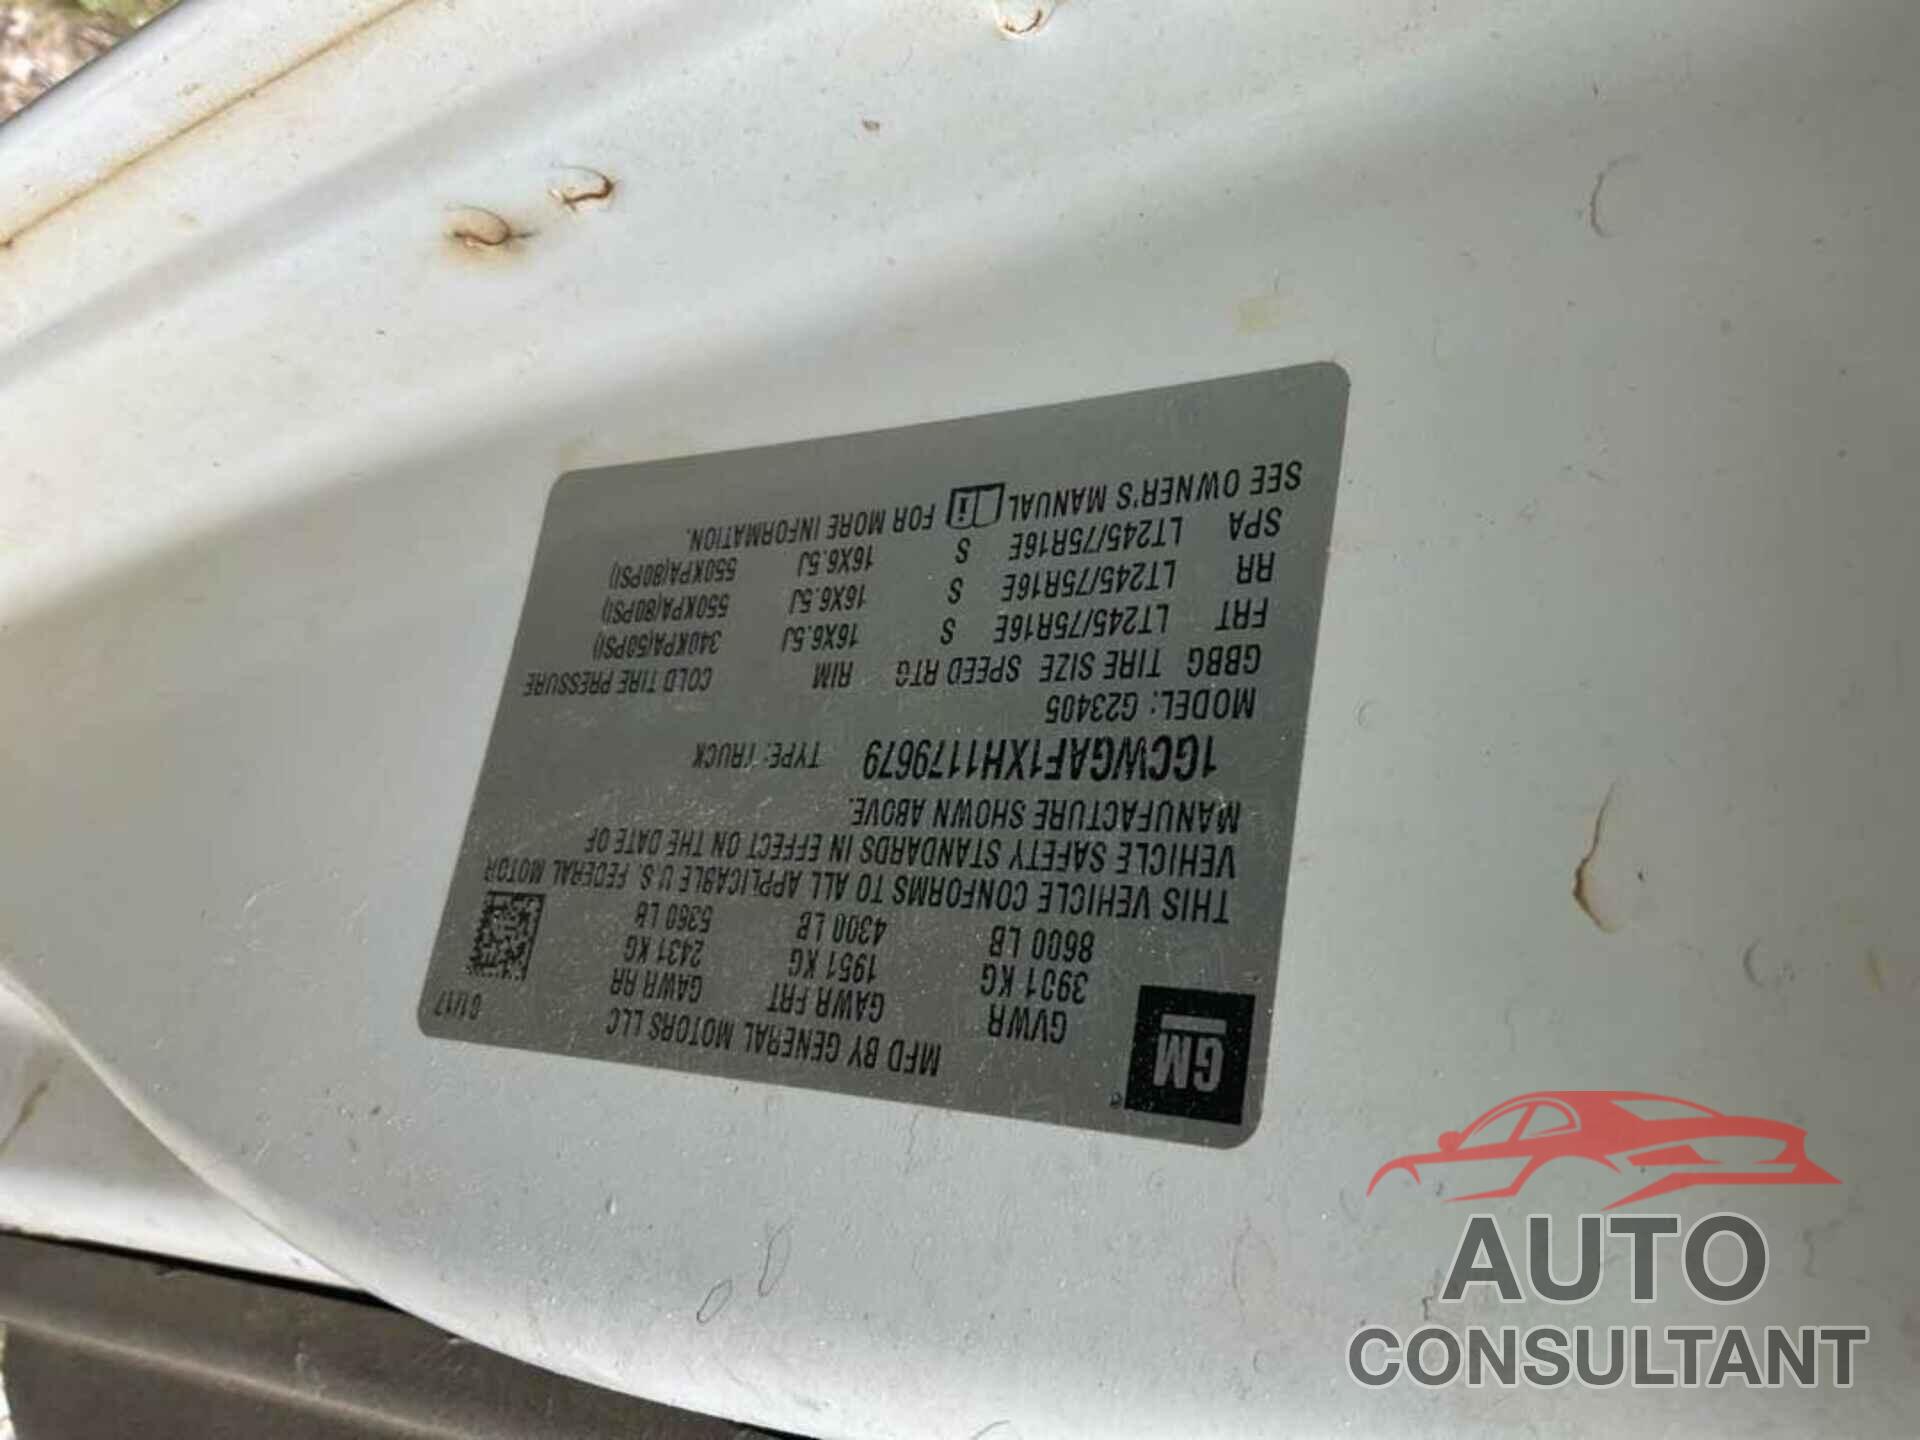 GM
MFD BY GENERAL MOTORS LLC
01/17
GVWR GAWR FRT GAWR RR
3901 KG 1951 KG 2431 KG
8600 LB 4300 LB 5360 LB
THIS VEHICLE CONFORMS TO ALL APPLICABLE U.S. FEDERAL MOTOR
VEHICLE SAFETY STANDARDS IN EFFECT ON THE DATE OF
MANUFACTURE SHOWN ABOVE.
1GCWGAF1XH1179679 TYPE: TRUCK
MODEL: G23405
GBBG TIRE SIZE SPEED RTG RIM COLD TIRE PRESSURE
FRT LT245/75R16E S 16X6.5J 340KPA(50PSI)
RR LT245/75R16E S 16X6.5J 550KPA(80PSI)
SPA LT245/75R16E S 16X6.5J 550KPA(80PSI)
SEE OWNER'S MANUAL FOR MORE INFORMATION.
AUTO
CONSULTANT